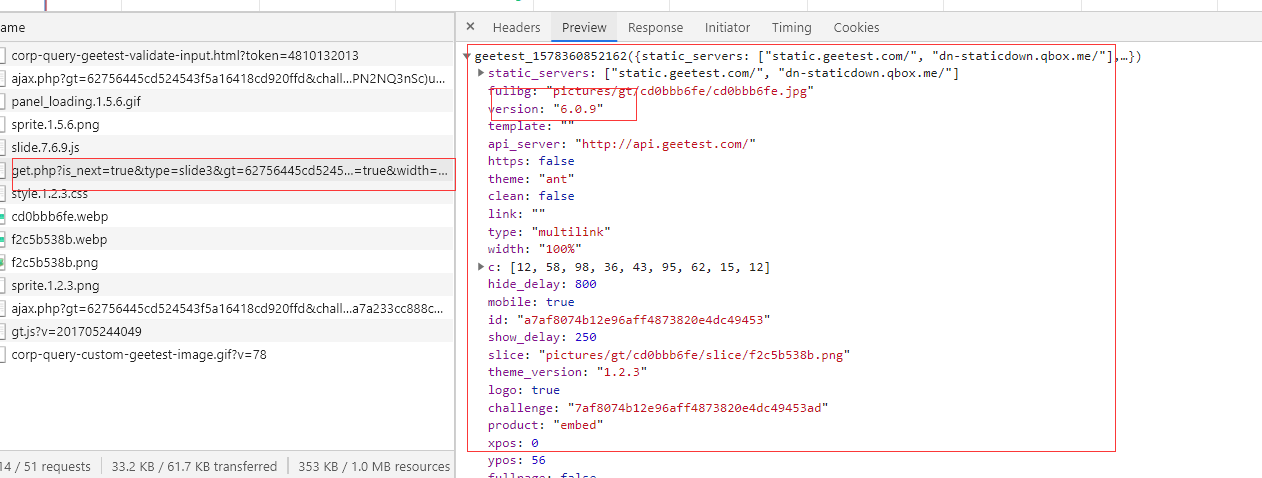 ame
corp-query-geetest-validate-input.html?token=4810132013
ajax.php?gt=62756445cd524543f5a16418cd920ffd&chall...PN2NQ3nScJu...
panel_loading.1.5.6.gif
sprite.1.5.6.png
slide.7.6.9.js
get.php?is_next=true&type=slide3&gt=62756445cd5245...=true&width=...
style.1.2.3.css
cd0bbb6fe.webp
f2c5b538b.webp
f2c5b538b.png
sprite.1.2.3.png
ajax.php?gt=62756445cd524543f5a16418cd920ffd&chall...a7a233cc888c...
gt.js?v=201705244049
corp-query-custom-geetest-image.gif?v=78
14 / 51 requests 33.2 KB / 61.7 KB transferred 353 KB / 1.0 MB resources
× Headers Preview Response Initiator Timing Cookies
geetest_1578360852162({static_servers: ["static.geetest.com/", "dn-staticdown.qbox.me/"],…})
static_servers: ["static.geetest.com/", "dn-staticdown.qbox.me/"]
fullbg: "pictures/gt/cd0bbb6fe/cd0bbb6fe.jpg"
version: "6.0.9"
template: ""
api_server: "http://api.geetest.com/"
https: false
theme: "ant"
clean: false
link: ""
type: "multilink"
width: "100%"
c: [12, 58, 98, 36, 43, 95, 62, 15, 12]
hide_delay: 800
mobile: true
id: "a7af8074b12e96aff4873820e4dc49453"
show_delay: 250
slice: "pictures/gt/cd0bbb6fe/slice/f2c5b538b.png"
theme_version: "1.2.3"
logo: true
challenge: "7af8074b12e96aff4873820e4dc49453ad"
product: "embed"
xpos: 0
ypos: 56
fullpage: false